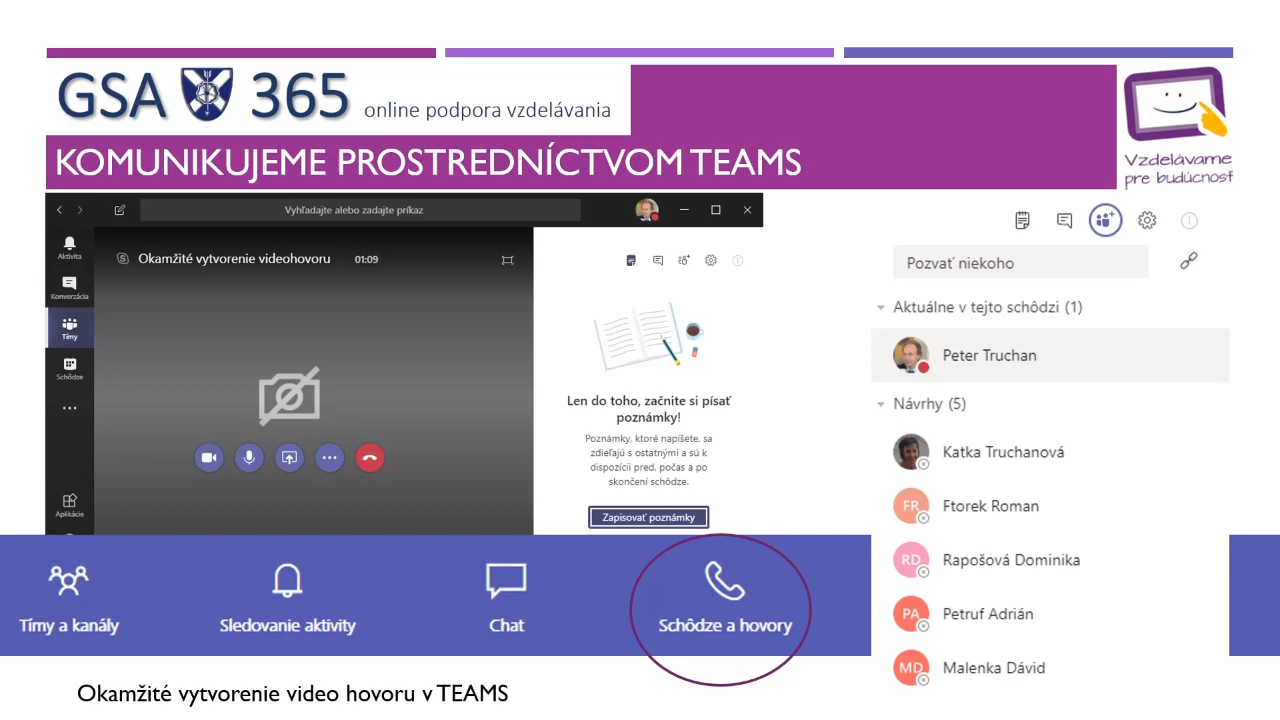 GSA 365 online podpora vzdelávania
KOMUNIKUJEME PROSTREDNÍCTVOM TEAMS
Vzdelávame
pre budúcnosť
Vyhľadajte alebo zadajte príkaz
Aktivita
Konverzácia
Tímy
Schôdze
Aplikácie
Okamžité vytvorenie videohovoru 01:09
Len do toho, začnite si písať
poznámky!
Poznámky, ktoré napíšete, sa
zdieľajú s ostatnými a sú k
dispozícii pred, počas a po
skončení schôdze.
Zapisovať poznámky
Pozvať niekoho
Aktuálne v tejto schôdzi (1)
Peter Truchan
Návrhy (5)
Katka Truchanová
FR Ftorek Roman
RD Rapošová Dominika
PA Petruf Adrián
MD Malenka Dávid
Tímy a kanály
Sledovanie aktivity
Chat
Schôdze a hovory
Okamžité vytvorenie video hovoru v TEAMS